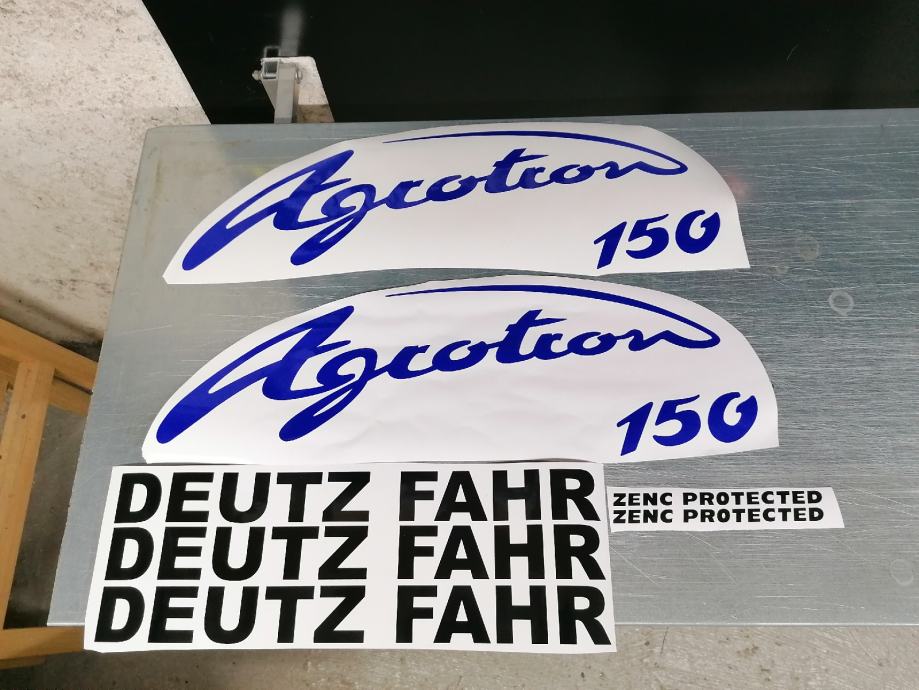 Agrotron
150
Agrotron
150
DEUTZ FAHR
DEUTZ FAHR
DEUTZ FAHR
ZENC PROTECTED
ZENC PROTECTED